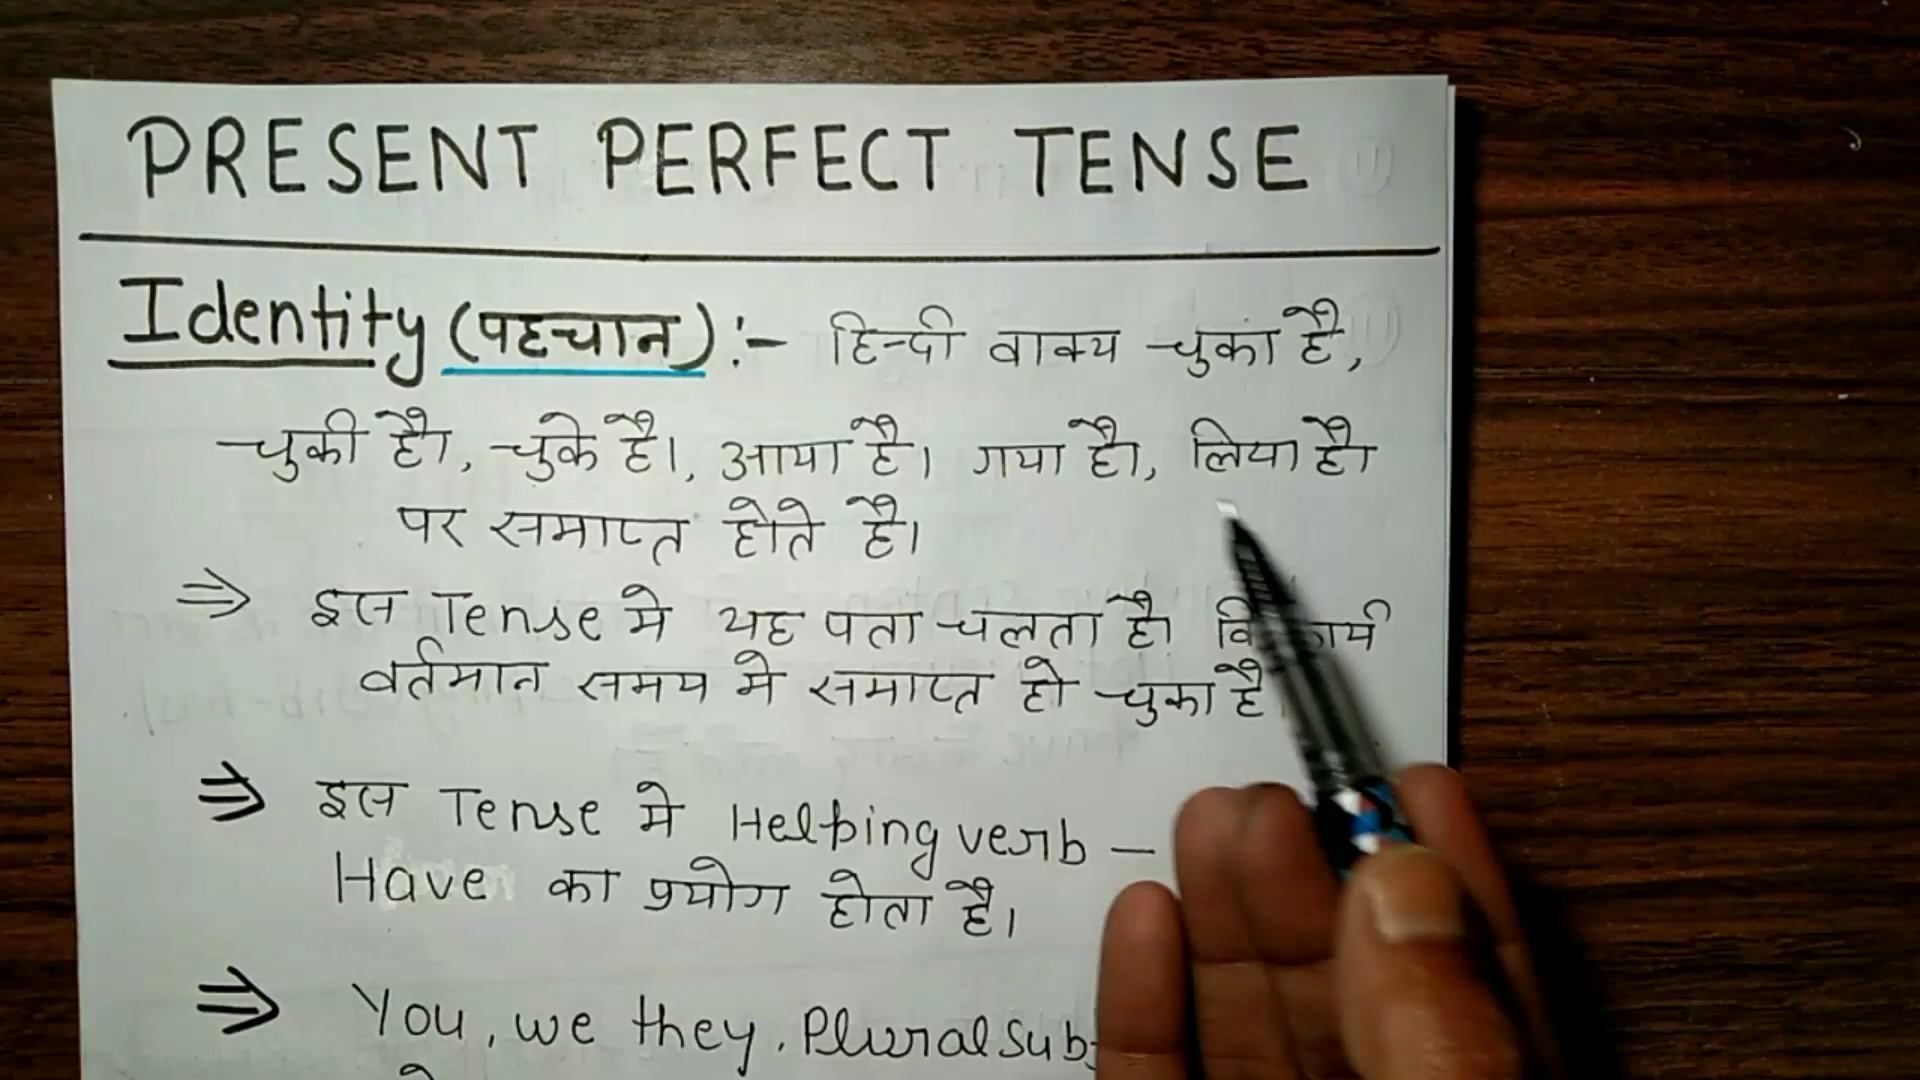 PRESENT PERFECT TENSE
Identity (पहचान) :- हिन्दी वाक्य चुका है,
चुकी है।, चुके है।, आया है। गया है।, लिया है।
पर समाप्त होते है।
⇒ इस Tense मे यह पता चलता है। कार्य
वर्तमान समय मे समाप्त हो चुका है
⇒ इस Tense मे Helping verb –
Have का प्रयोग होता है।
⇒ You, we they, Plural Sub